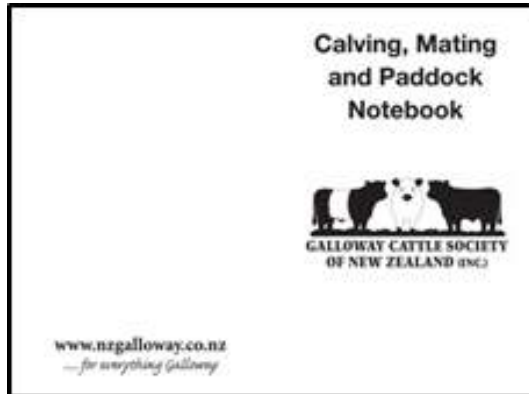 Calving, Mating
and Paddock
Notebook
GALLOWAY CATTLE SOCIETY
OF NEW ZEALAND (INC.)
www.nzgalloway.co.nz
.... for everything Galloway